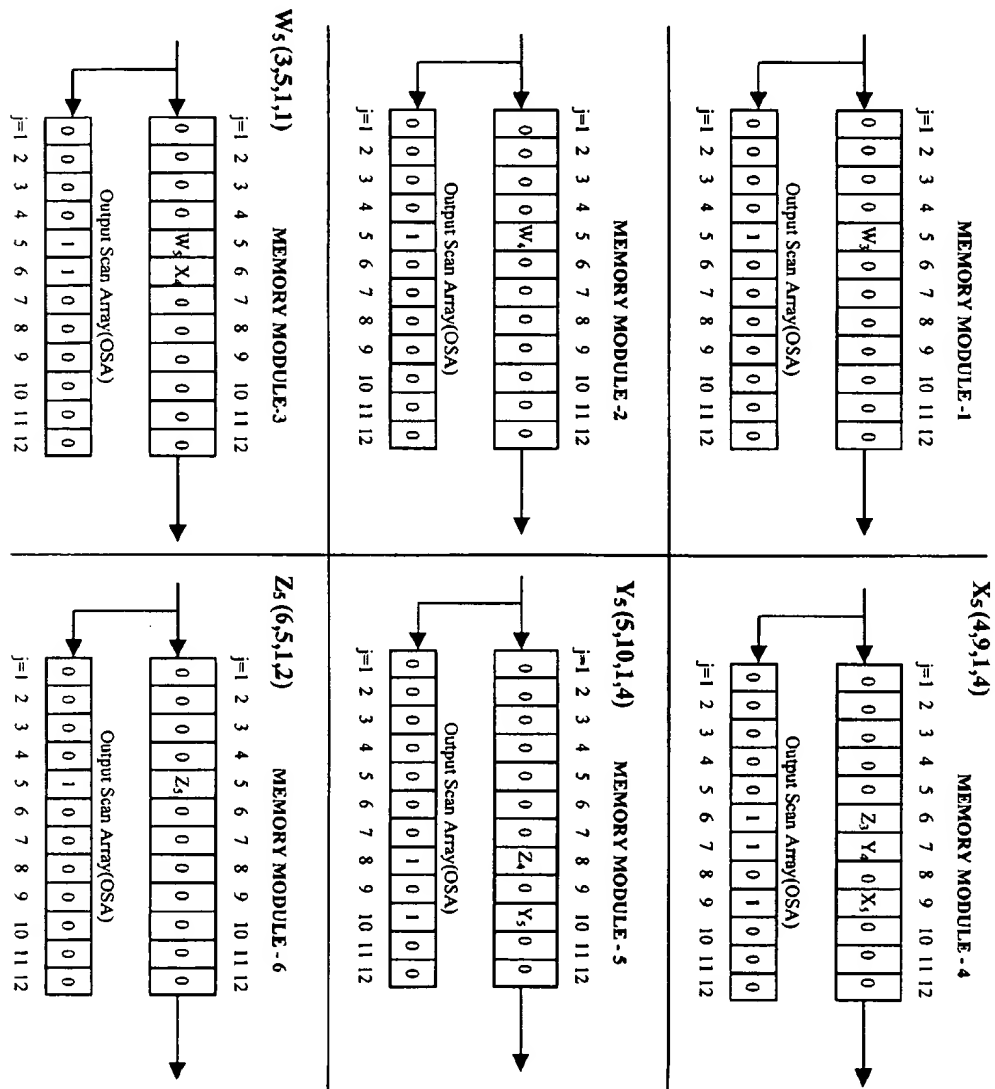 MEMORY MODULE -1
j=1 2 3 4 5 6 7 8 9 10 11 12
0 0 0 0 W₃ 0 0 0 0 0 0 0
Output Scan Array(OSA)
0 0 0 0 1 0 0 0 0 0 0 0
j=1 2 3 4 5 6 7 8 9 10 11 12
X₅ (4,9,1,4)
MEMORY MODULE - 4
j=1 2 3 4 5 6 7 8 9 10 11 12
0 0 0 0 0 Z₃ Y₄ 0 X₅ 0 0 0
Output Scan Array(OSA)
0 0 0 0 0 1 1 0 1 0 0 0
j=1 2 3 4 5 6 7 8 9 10 11 12
MEMORY MODULE -2
j=1 2 3 4 5 6 7 8 9 10 11 12
0 0 0 0 W₄ 0 0 0 0 0 0 0
Output Scan Array(OSA)
0 0 0 0 1 0 0 0 0 0 0 0
j=1 2 3 4 5 6 7 8 9 10 11 12
Y₅ (5,10,1,4)
MEMORY MODULE - 5
j=1 2 3 4 5 6 7 8 9 10 11 12
0 0 0 0 0 0 0 Z₄ 0 Y₅ 0 0
Output Scan Array(OSA)
0 0 0 0 0 0 0 1 0 1 0 0
j=1 2 3 4 5 6 7 8 9 10 11 12
W₅ (3,5,1,1)
MEMORY MODULE-3
j=1 2 3 4 5 6 7 8 9 10 11 12
0 0 0 0 W₅ X₄ 0 0 0 0 0 0
Output Scan Array(OSA)
0 0 0 0 1 1 0 0 0 0 0 0
j=1 2 3 4 5 6 7 8 9 10 11 12
Z₅ (6,5,1,2)
MEMORY MODULE - 6
j=1 2 3 4 5 6 7 8 9 10 11 12
0 0 0 0 Z₅ 0 0 0 0 0 0 0
Output Scan Array(OSA)
0 0 0 0 1 0 0 0 0 0 0 0
j=1 2 3 4 5 6 7 8 9 10 11 12